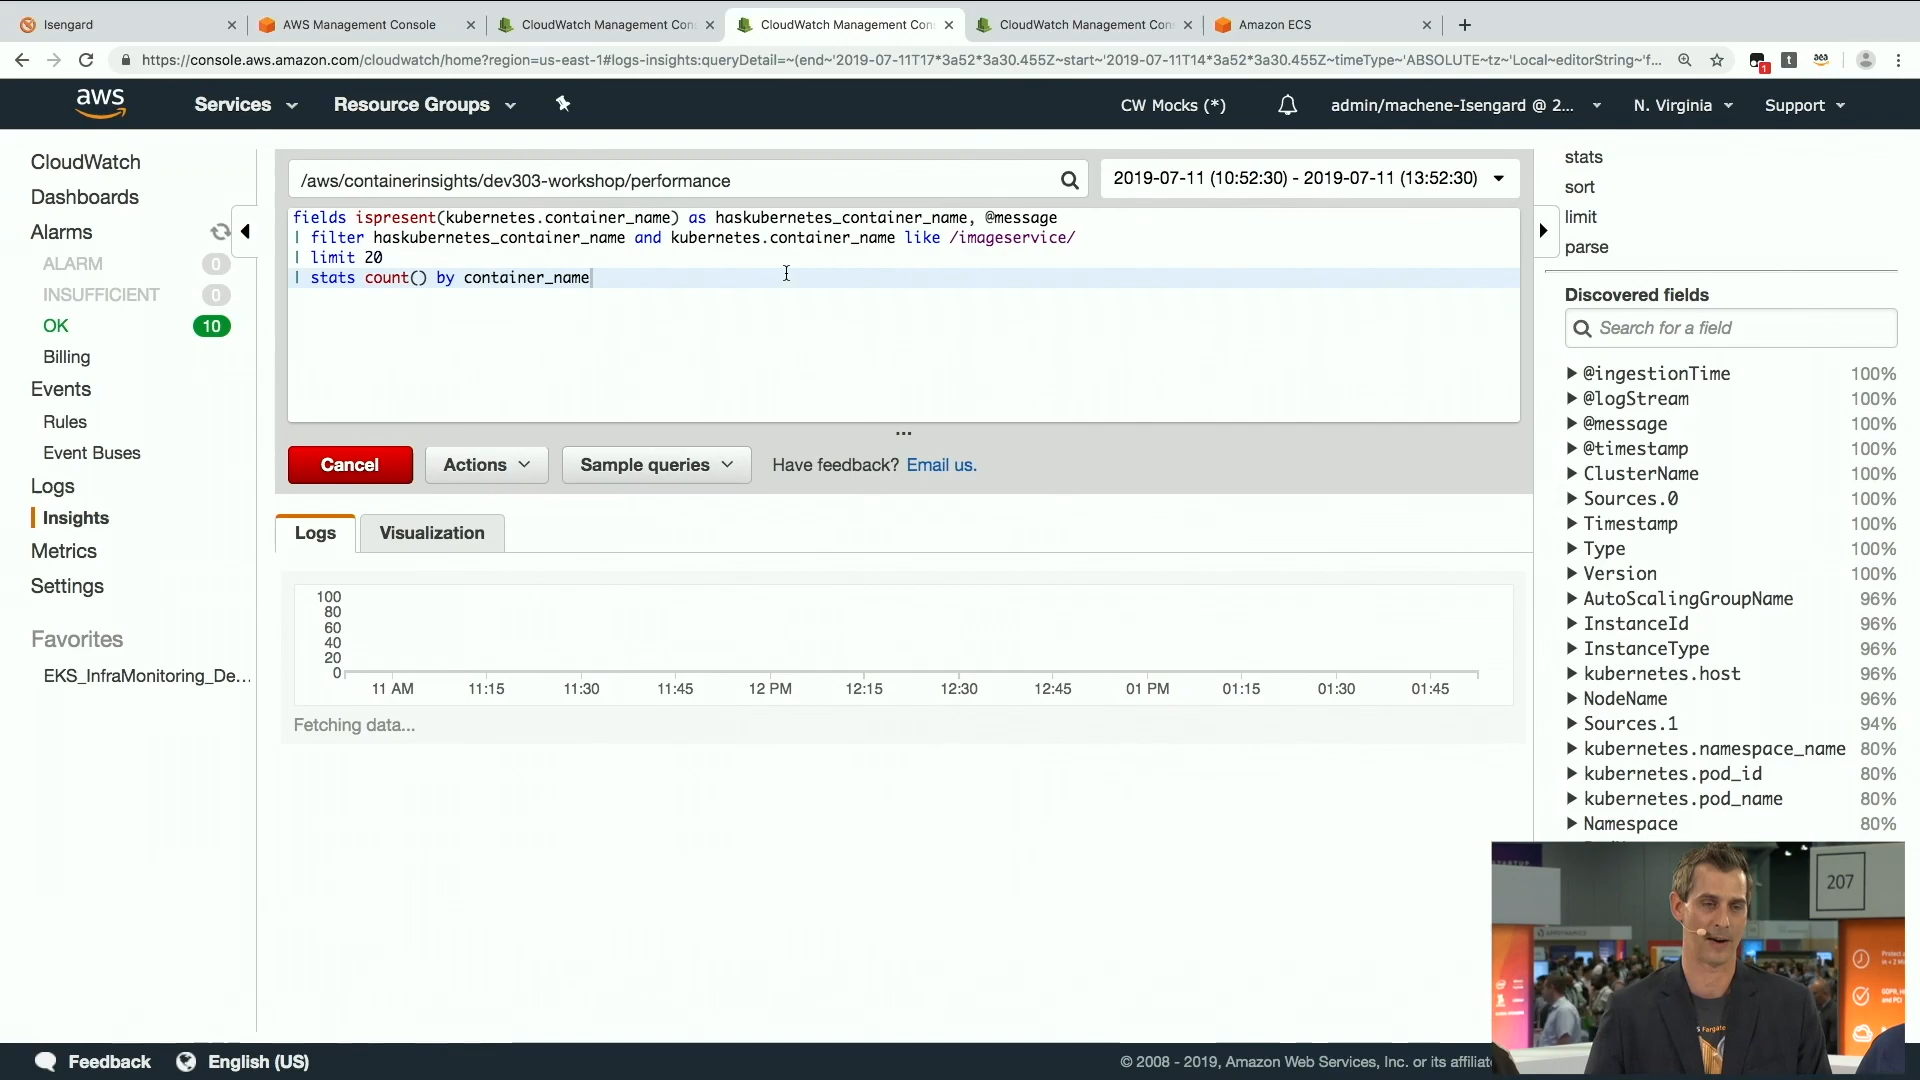 Isengard
AWS Management Console
CloudWatch Management Con
CloudWatch Management Con
CloudWatch Management Con
Amazon ECS
https://console.aws.amazon.com/cloudwatch/home?region=us-east-1#logs-insights:queryDetail=~(end~'2019-07-11T17*3a52*3a30.455Z~start~'2019-07-11T14*3a52*3a30.455Z~timeType~'ABSOLUTE~tz~'Local~editorString~'f...
1
t
aws
Services
Resource Groups
CW Mocks (*)
admin/machene-Isengard @ 2...
N. Virginia
Support
CloudWatch
Dashboards
Alarms
ALARM 0
INSUFFICIENT 0
OK 10
Billing
Events
Rules
Event Buses
Logs
Insights
Metrics
Settings
Favorites
EKS_InfraMonitoring_De...
/aws/containerinsights/dev303-workshop/performance
2019-07-11 (10:52:30) - 2019-07-11 (13:52:30)
fields ispresent(kubernetes.container_name) as haskubernetes_container_name, @message
| filter haskubernetes_container_name and kubernetes.container_name like /imageservice/
| limit 20
| stats count() by container_name
...
Cancel
Actions
Sample queries
Have feedback? Email us.
Logs
Visualization
100
80
60
40
20
0
11 AM 11:15 11:30 11:45 12 PM 12:15 12:30 12:45 01 PM 01:15 01:30 01:45
Fetching data...
stats
sort
limit
parse
Discovered fields
Search for a field
@ingestionTime 100%
@logStream 100%
@message 100%
@timestamp 100%
ClusterName 100%
Sources.0 100%
Timestamp 100%
Type 100%
Version 100%
AutoScalingGroupName 96%
InstanceId 96%
InstanceType 96%
kubernetes.host 96%
NodeName 96%
Sources.1 94%
kubernetes.namespace_name 80%
kubernetes.pod_id 80%
kubernetes.pod_name 80%
Namespace 80%
207
Fargate
Feedback
English (US)
© 2008 - 2019, Amazon Web Services, Inc. or its affiliate